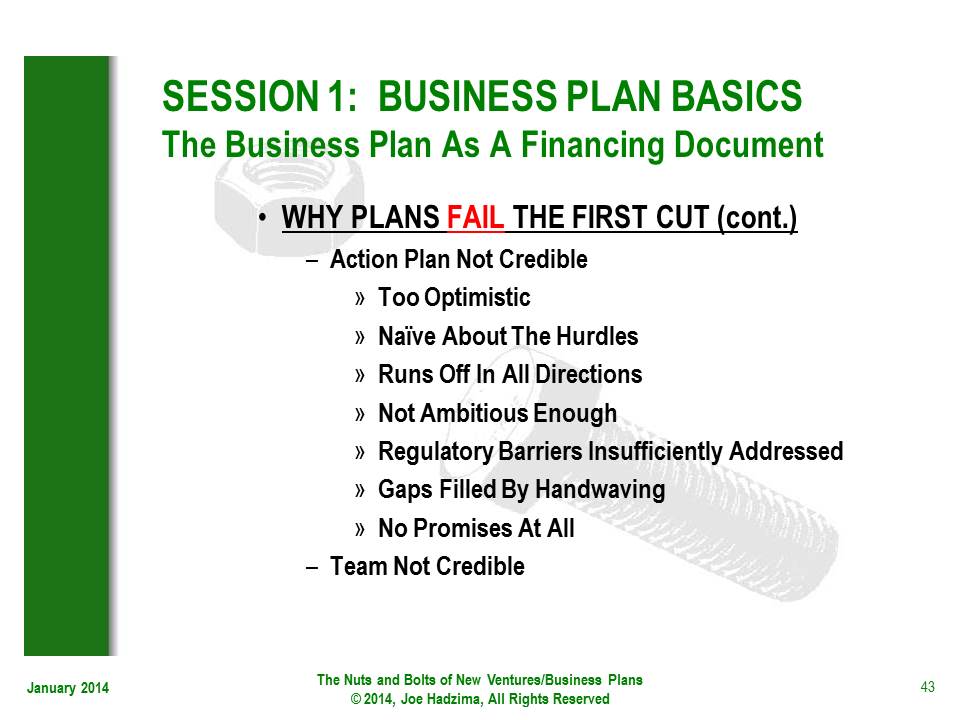 SESSION 1: BUSINESS PLAN BASICS
The Business Plan As A Financing Document
• WHY PLANS FAIL THE FIRST CUT (cont.)
– Action Plan Not Credible
» Too Optimistic
» Naïve About The Hurdles
» Runs Off In All Directions
» Not Ambitious Enough
» Regulatory Barriers Insufficiently Addressed
» Gaps Filled By Handwaving
» No Promises At All
– Team Not Credible
January 2014
The Nuts and Bolts of New Ventures/Business Plans
© 2014, Joe Hadzima, All Rights Reserved
43